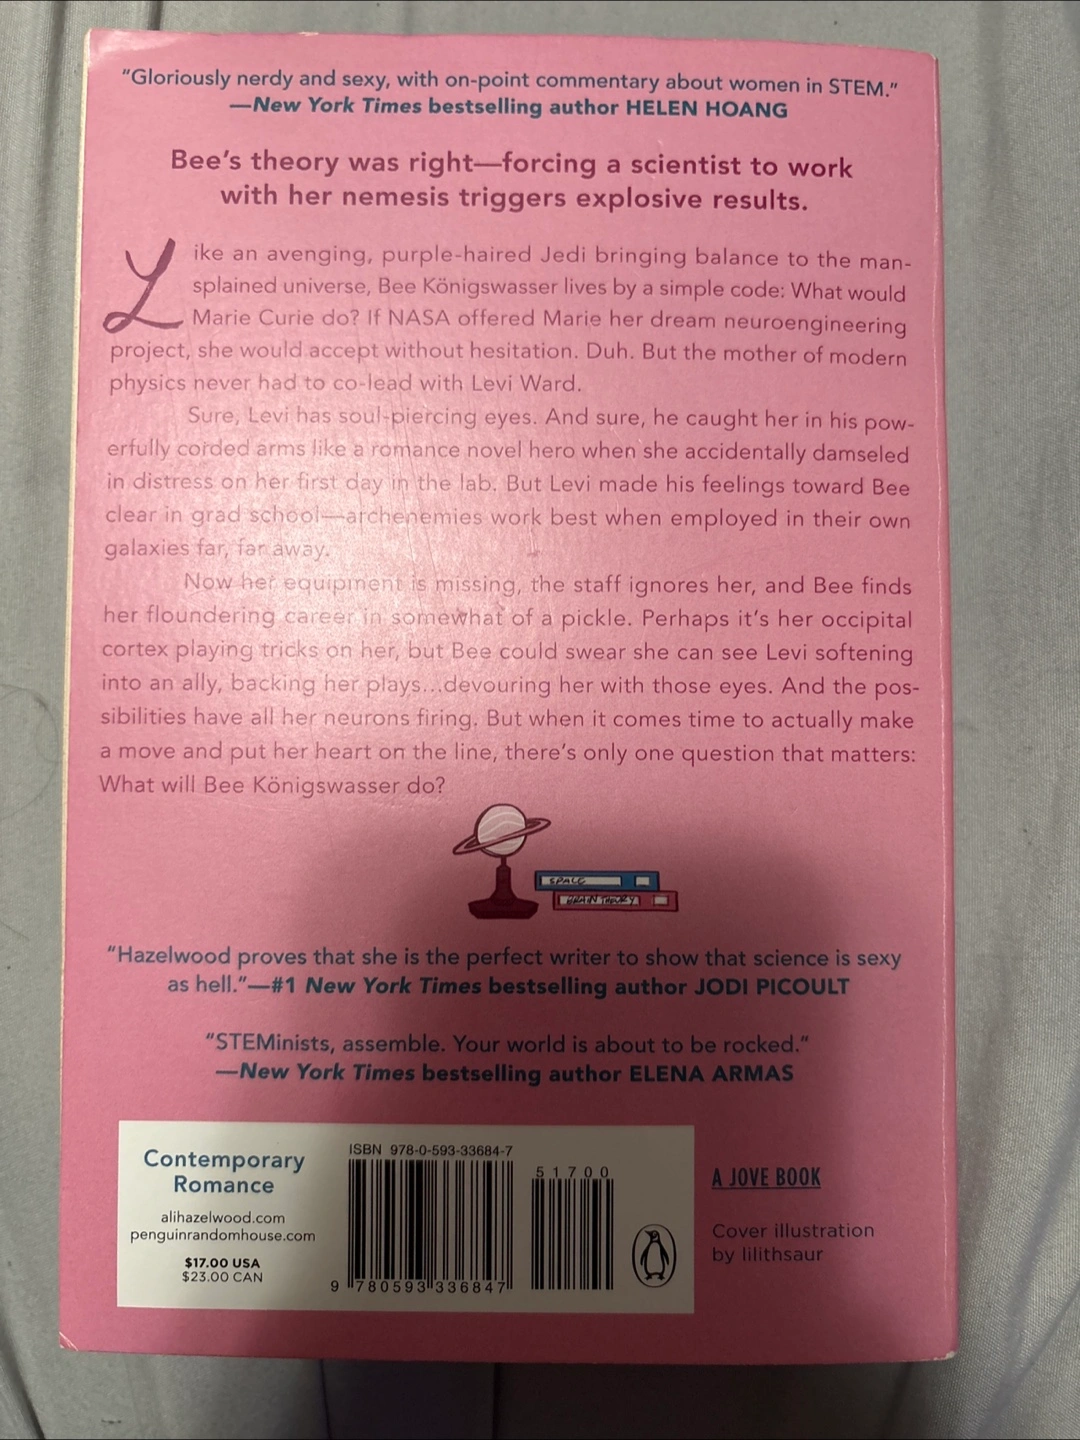 "Gloriously nerdy and sexy, with on-point commentary about women in STEM."
—New York Times bestselling author HELEN HOANG
Bee's theory was right—forcing a scientist to work
with her nemesis triggers explosive results.
Like an avenging, purple-haired Jedi bringing balance to the man-
splained universe, Bee Königswasser lives by a simple code: What would
Marie Curie do? If NASA offered Marie her dream neuroengineering
project, she would accept without hesitation. Duh. But the mother of modern
physics never had to co-lead with Levi Ward.
Sure, Levi has soul-piercing eyes. And sure, he caught her in his pow-
erfully corded arms like a romance novel hero when she accidentally damseled
in distress on her first day in the lab. But Levi made his feelings toward Bee
clear in grad school—archenemies work best when employed in their own
galaxies far, far away.
Now her equipment is missing, the staff ignores her, and Bee finds
her floundering career in somewhat of a pickle. Perhaps it's her occipital
cortex playing tricks on her, but Bee could swear she can see Levi softening
into an ally, backing her plays...devouring her with those eyes. And the pos-
sibilities have all her neurons firing. But when it comes time to actually make
a move and put her heart on the line, there's only one question that matters:
What will Bee Königswasser do?
SPACE
BRAIN THEORY
"Hazelwood proves that she is the perfect writer to show that science is sexy
as hell."—#1 New York Times bestselling author JODI PICOULT
"STEMinists, assemble. Your world is about to be rocked."
—New York Times bestselling author ELENA ARMAS
Contemporary
Romance
alihazelwood.com
penguinrandomhouse.com
$17.00 USA
$23.00 CAN
ISBN 978-0-593-33684-7
51700
9 780593 336847
A JOVE BOOK
Cover illustration
by lilithsaur